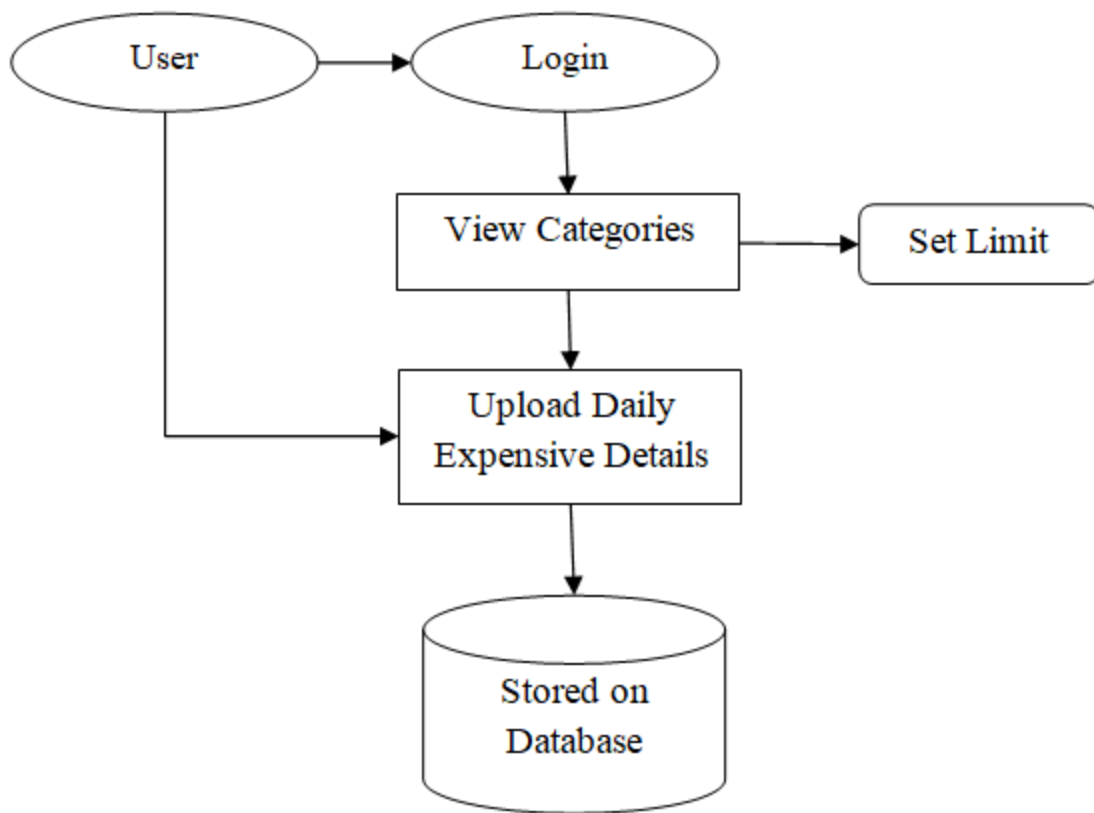 User
Login
View Categories
Set Limit
Upload Daily
Expensive Details
Stored on
Database